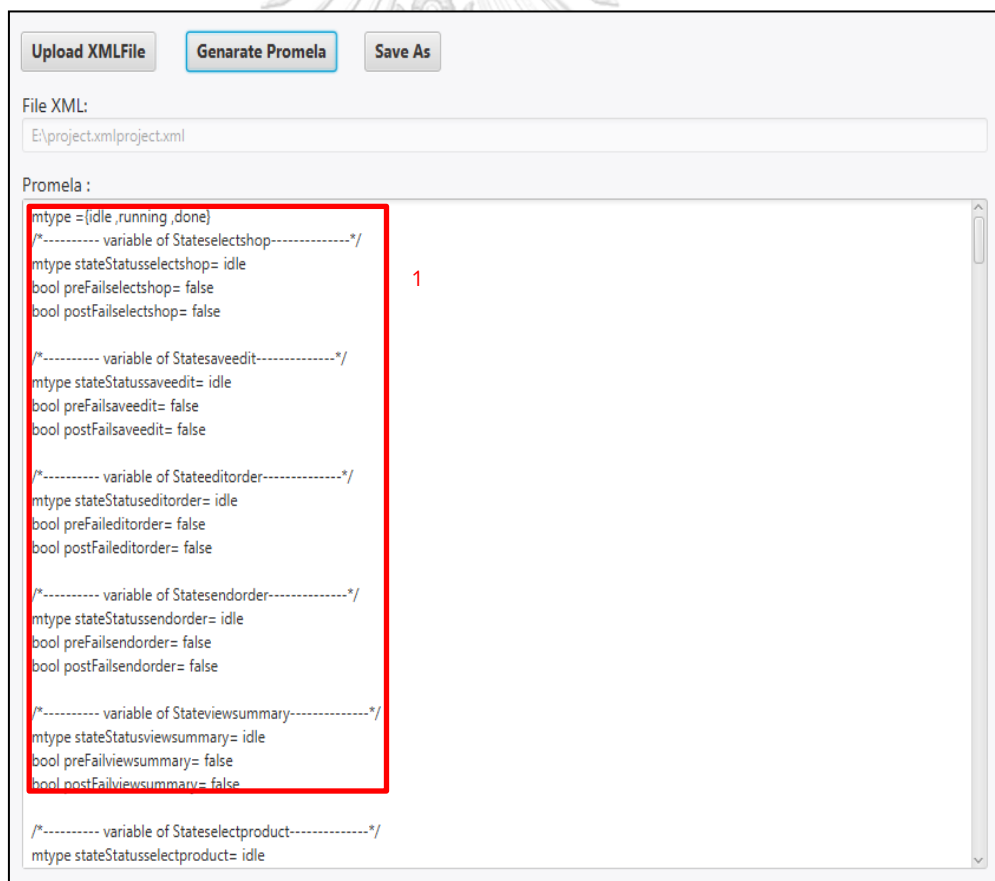 Upload XMLFile Genarate Promela Save As
File XML:
E:\project.xmlproject.xml
Promela :
mtype ={idle ,running ,done}
/*---------- variable of Stateselectshop--------------*/
mtype stateStatusselectshop= idle
bool preFailselectshop= false
1
bool postFailselectshop= false
/*---------- variable of Statesaveedit--------------*/
mtype stateStatussaveedit= idle
bool preFailsaveedit= false
bool postFailsaveedit= false
/*---------- variable of Stateeditorder--------------*/
mtype stateStatuseditorder= idle
bool preFaileditorder= false
bool postFaileditorder= false
/*---------- variable of Statesendorder--------------*/
mtype stateStatussendorder= idle
bool preFailsendorder= false
bool postFailsendorder= false
/*---------- variable of Stateviewsummary--------------*/
mtype stateStatusviewsummary= idle
bool preFailviewsummary= false
bool postFailviewsummary= false
/*---------- variable of Stateselectproduct--------------*/
mtype stateStatusselectproduct= idle